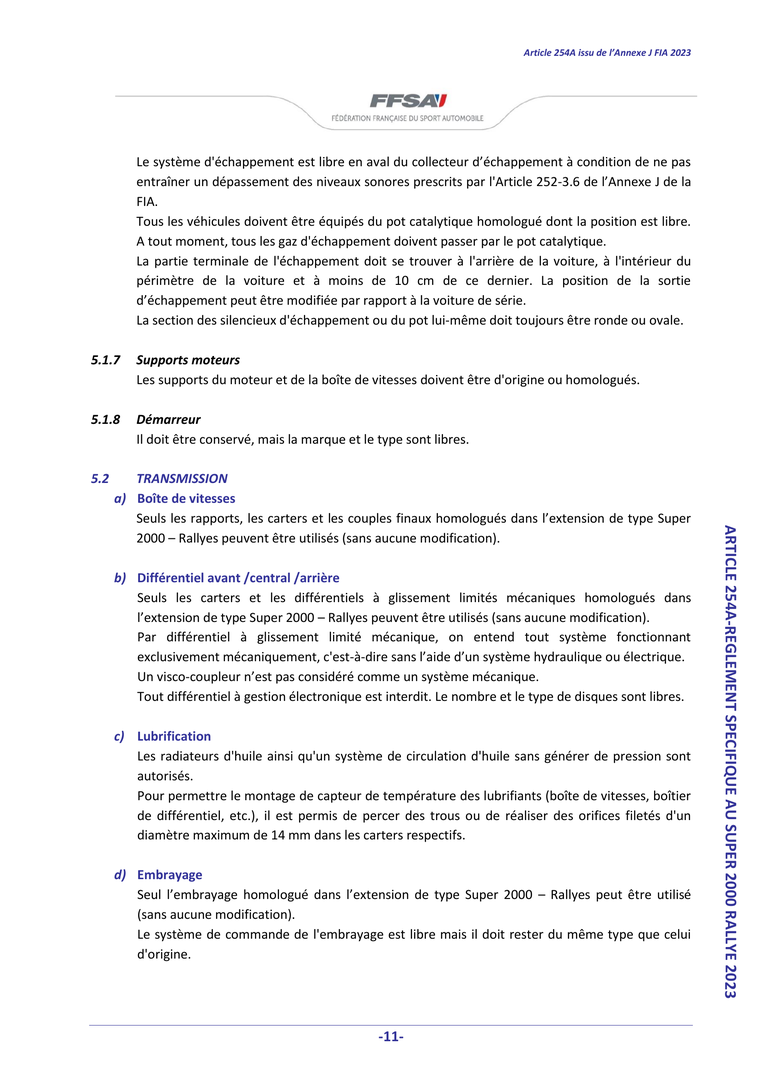 Article 254A issu de l'Annexe J FIA 2023
FFSA
FÉDÉRATION FRANÇAISE DU SPORT AUTOMOBILE
Le système d'échappement est libre en aval du collecteur d’échappement à condition de ne pas
entraîner un dépassement des niveaux sonores prescrits par l'Article 252-3.6 de l’Annexe J de la
FIA.
Tous les véhicules doivent être équipés du pot catalytique homologué dont la position est libre.
A tout moment, tous les gaz d'échappement doivent passer par le pot catalytique.
La partie terminale de l'échappement doit se trouver à l'arrière de la voiture, à l'intérieur du
périmètre de la voiture et à moins de 10 cm de ce dernier. La position de la sortie
d’échappement peut être modifiée par rapport à la voiture de série.
La section des silencieux d'échappement ou du pot lui-même doit toujours être ronde ou ovale.
5.1.7 Supports moteurs
Les supports du moteur et de la boîte de vitesses doivent être d'origine ou homologués.
5.1.8 Démarreur
Il doit être conservé, mais la marque et le type sont libres.
5.2 TRANSMISSION
a) Boîte de vitesses
Seuls les rapports, les carters et les couples finaux homologués dans l’extension de type Super
2000 – Rallyes peuvent être utilisés (sans aucune modification).
b) Différentiel avant /central /arrière
Seuls les carters et les différentiels à glissement limités mécaniques homologués dans
l’extension de type Super 2000 – Rallyes peuvent être utilisés (sans aucune modification).
Par différentiel à glissement limité mécanique, on entend tout système fonctionnant
exclusivement mécaniquement, c'est-à-dire sans l’aide d’un système hydraulique ou électrique.
Un visco-coupleur n’est pas considéré comme un système mécanique.
Tout différentiel à gestion électronique est interdit. Le nombre et le type de disques sont libres.
c) Lubrification
Les radiateurs d'huile ainsi qu'un système de circulation d'huile sans générer de pression sont
autorisés.
Pour permettre le montage de capteur de température des lubrifiants (boîte de vitesses, boîtier
de différentiel, etc.), il est permis de percer des trous ou de réaliser des orifices filetés d'un
diamètre maximum de 14 mm dans les carters respectifs.
d) Embrayage
Seul l’embrayage homologué dans l’extension de type Super 2000 – Rallyes peut être utilisé
(sans aucune modification).
Le système de commande de l'embrayage est libre mais il doit rester du même type que celui
d'origine.
ARTICLE 254A-REGLEMENT SPECIFIQUE AU SUPER 2000 RALLYE 2023
-11-